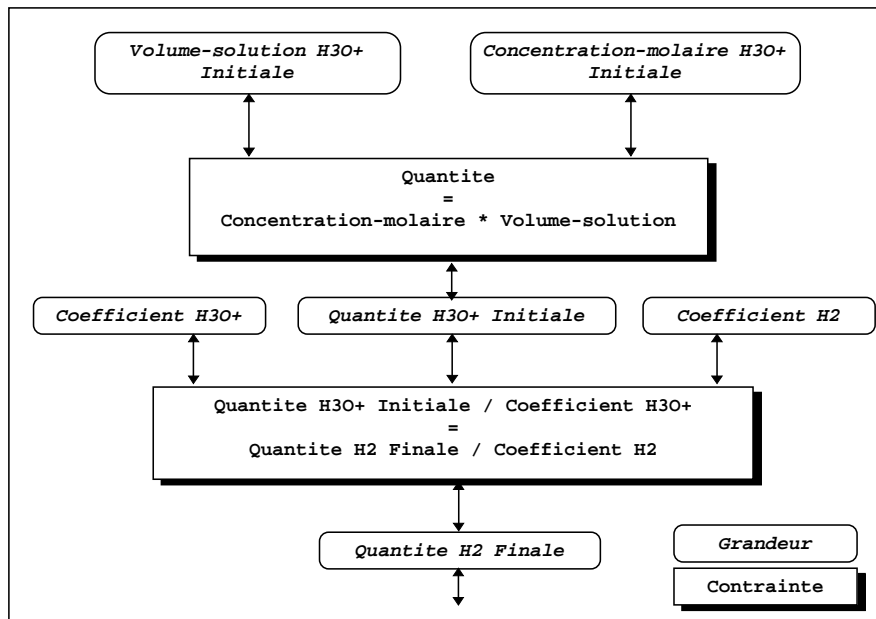 Volume-solution H3O+
Initiale
Concentration-molaire H3O+
Initiale
Quantite
=
Concentration-molaire * Volume-solution
Coefficient H3O+
Quantite H3O+ Initiale
Coefficient H2
Quantite H3O+ Initiale / Coefficient H3O+
=
Quantite H2 Finale / Coefficient H2
Quantite H2 Finale
Grandeur
Contrainte